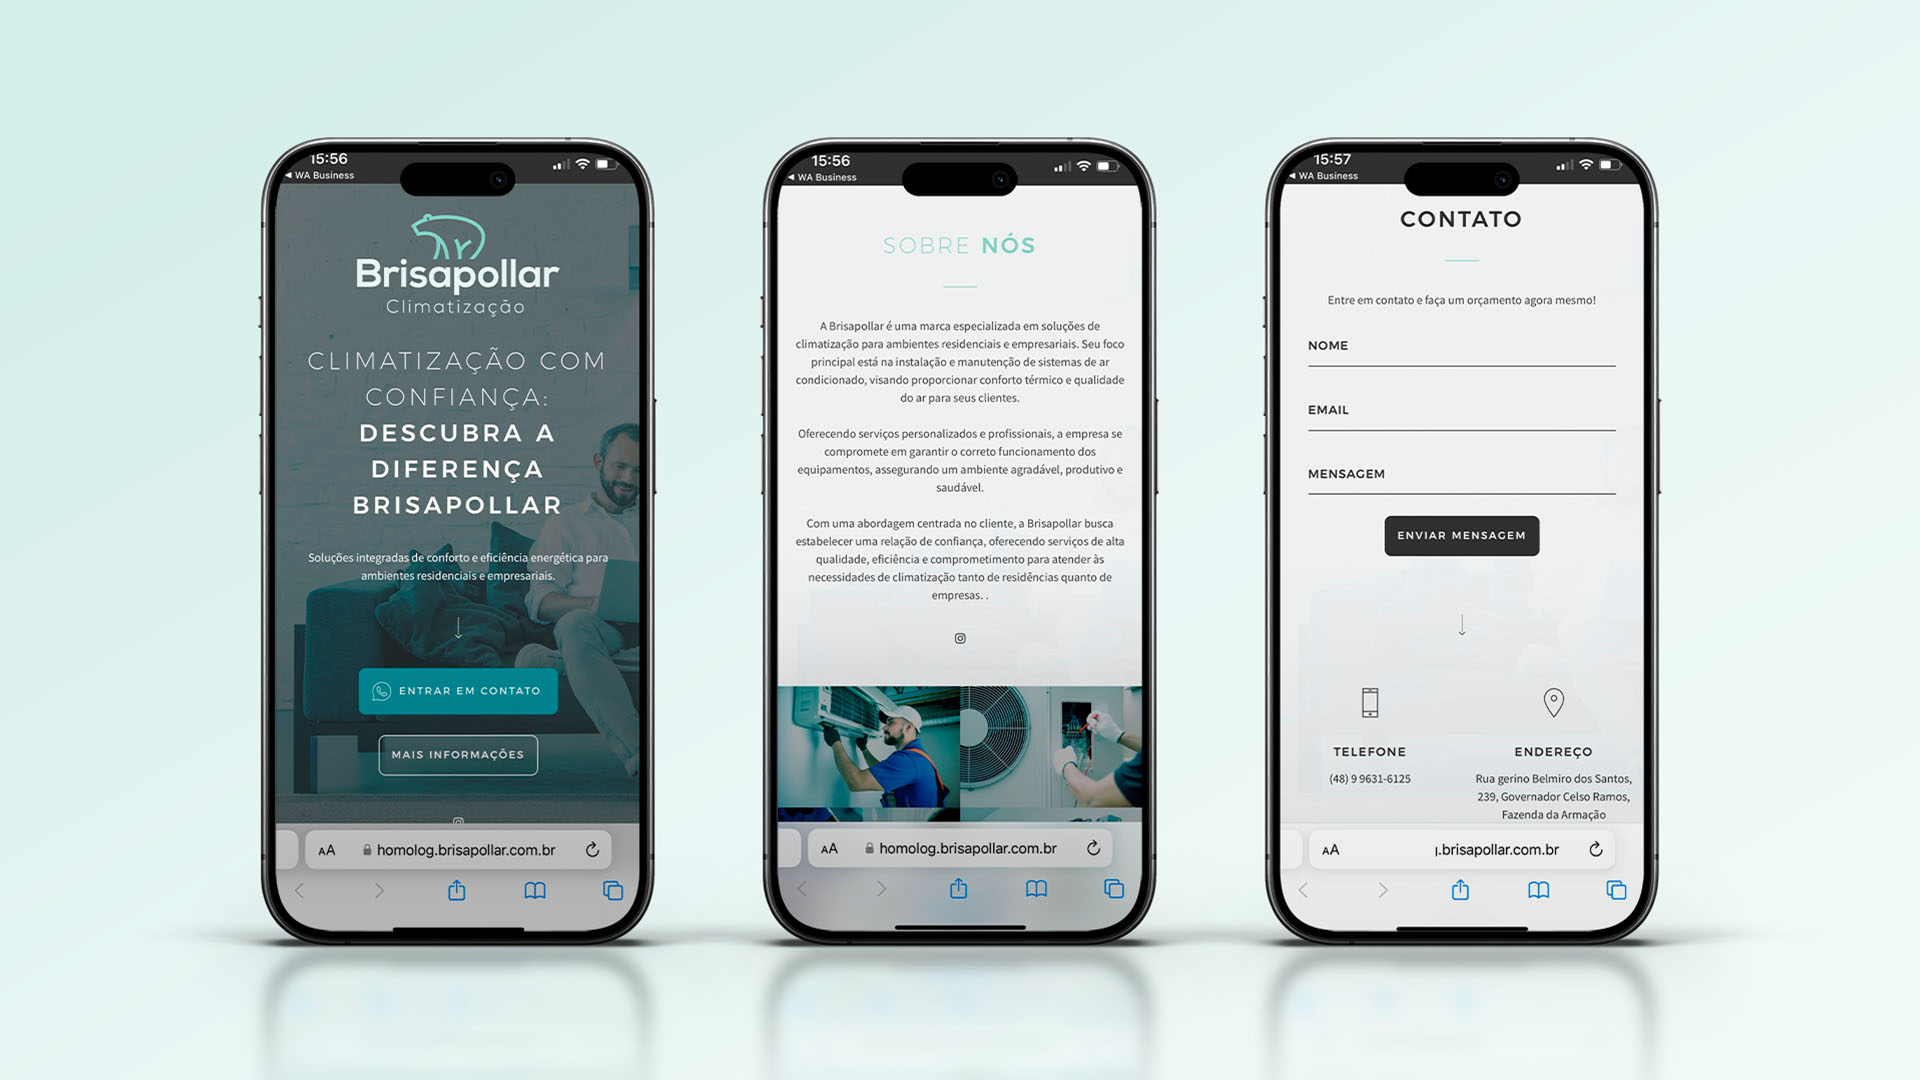 15:56
WA Business
Brisapollar
Climatização
CLIMATIZAÇÃO COM
CONFIANÇA:
DESCUBRA A
DIFERENÇA
BRISAPOLLAR
Soluções integradas de conforto e eficiência energética para
ambientes residenciais e empresariais.
ENTRAR EM CONTATO
MAIS INFORMAÇÕES
AA homolog.brisapollar.com.br
15:56
WA Business
SOBRE NÓS
A Brisapollar é uma marca especializada em soluções de
climatização para ambientes residenciais e empresariais. Seu foco
principal está na instalação e manutenção de sistemas de ar
condicionado, visando proporcionar conforto térmico e qualidade
do ar para seus clientes.
Oferecendo serviços personalizados e profissionais, a empresa se
compromete em garantir o correto funcionamento dos
equipamentos, assegurando um ambiente agradável, produtivo e
saudável.
Com uma abordagem centrada no cliente, a Brisapollar busca
estabelecer uma relação de confiança, oferecendo serviços de alta
qualidade, eficiência e comprometimento para atender às
necessidades de climatização tanto de residências quanto de
empresas. .
AA homolog.brisapollar.com.br
15:57
WA Business
CONTATO
Entre em contato e faça um orçamento agora mesmo!
NOME
EMAIL
MENSAGEM
ENVIAR MENSAGEM
TELEFONE
(48) 9 9631-6125
ENDEREÇO
Rua gerino Belmiro dos Santos,
239, Governador Celso Ramos,
Fazenda da Armação
AA .brisapollar.com.br